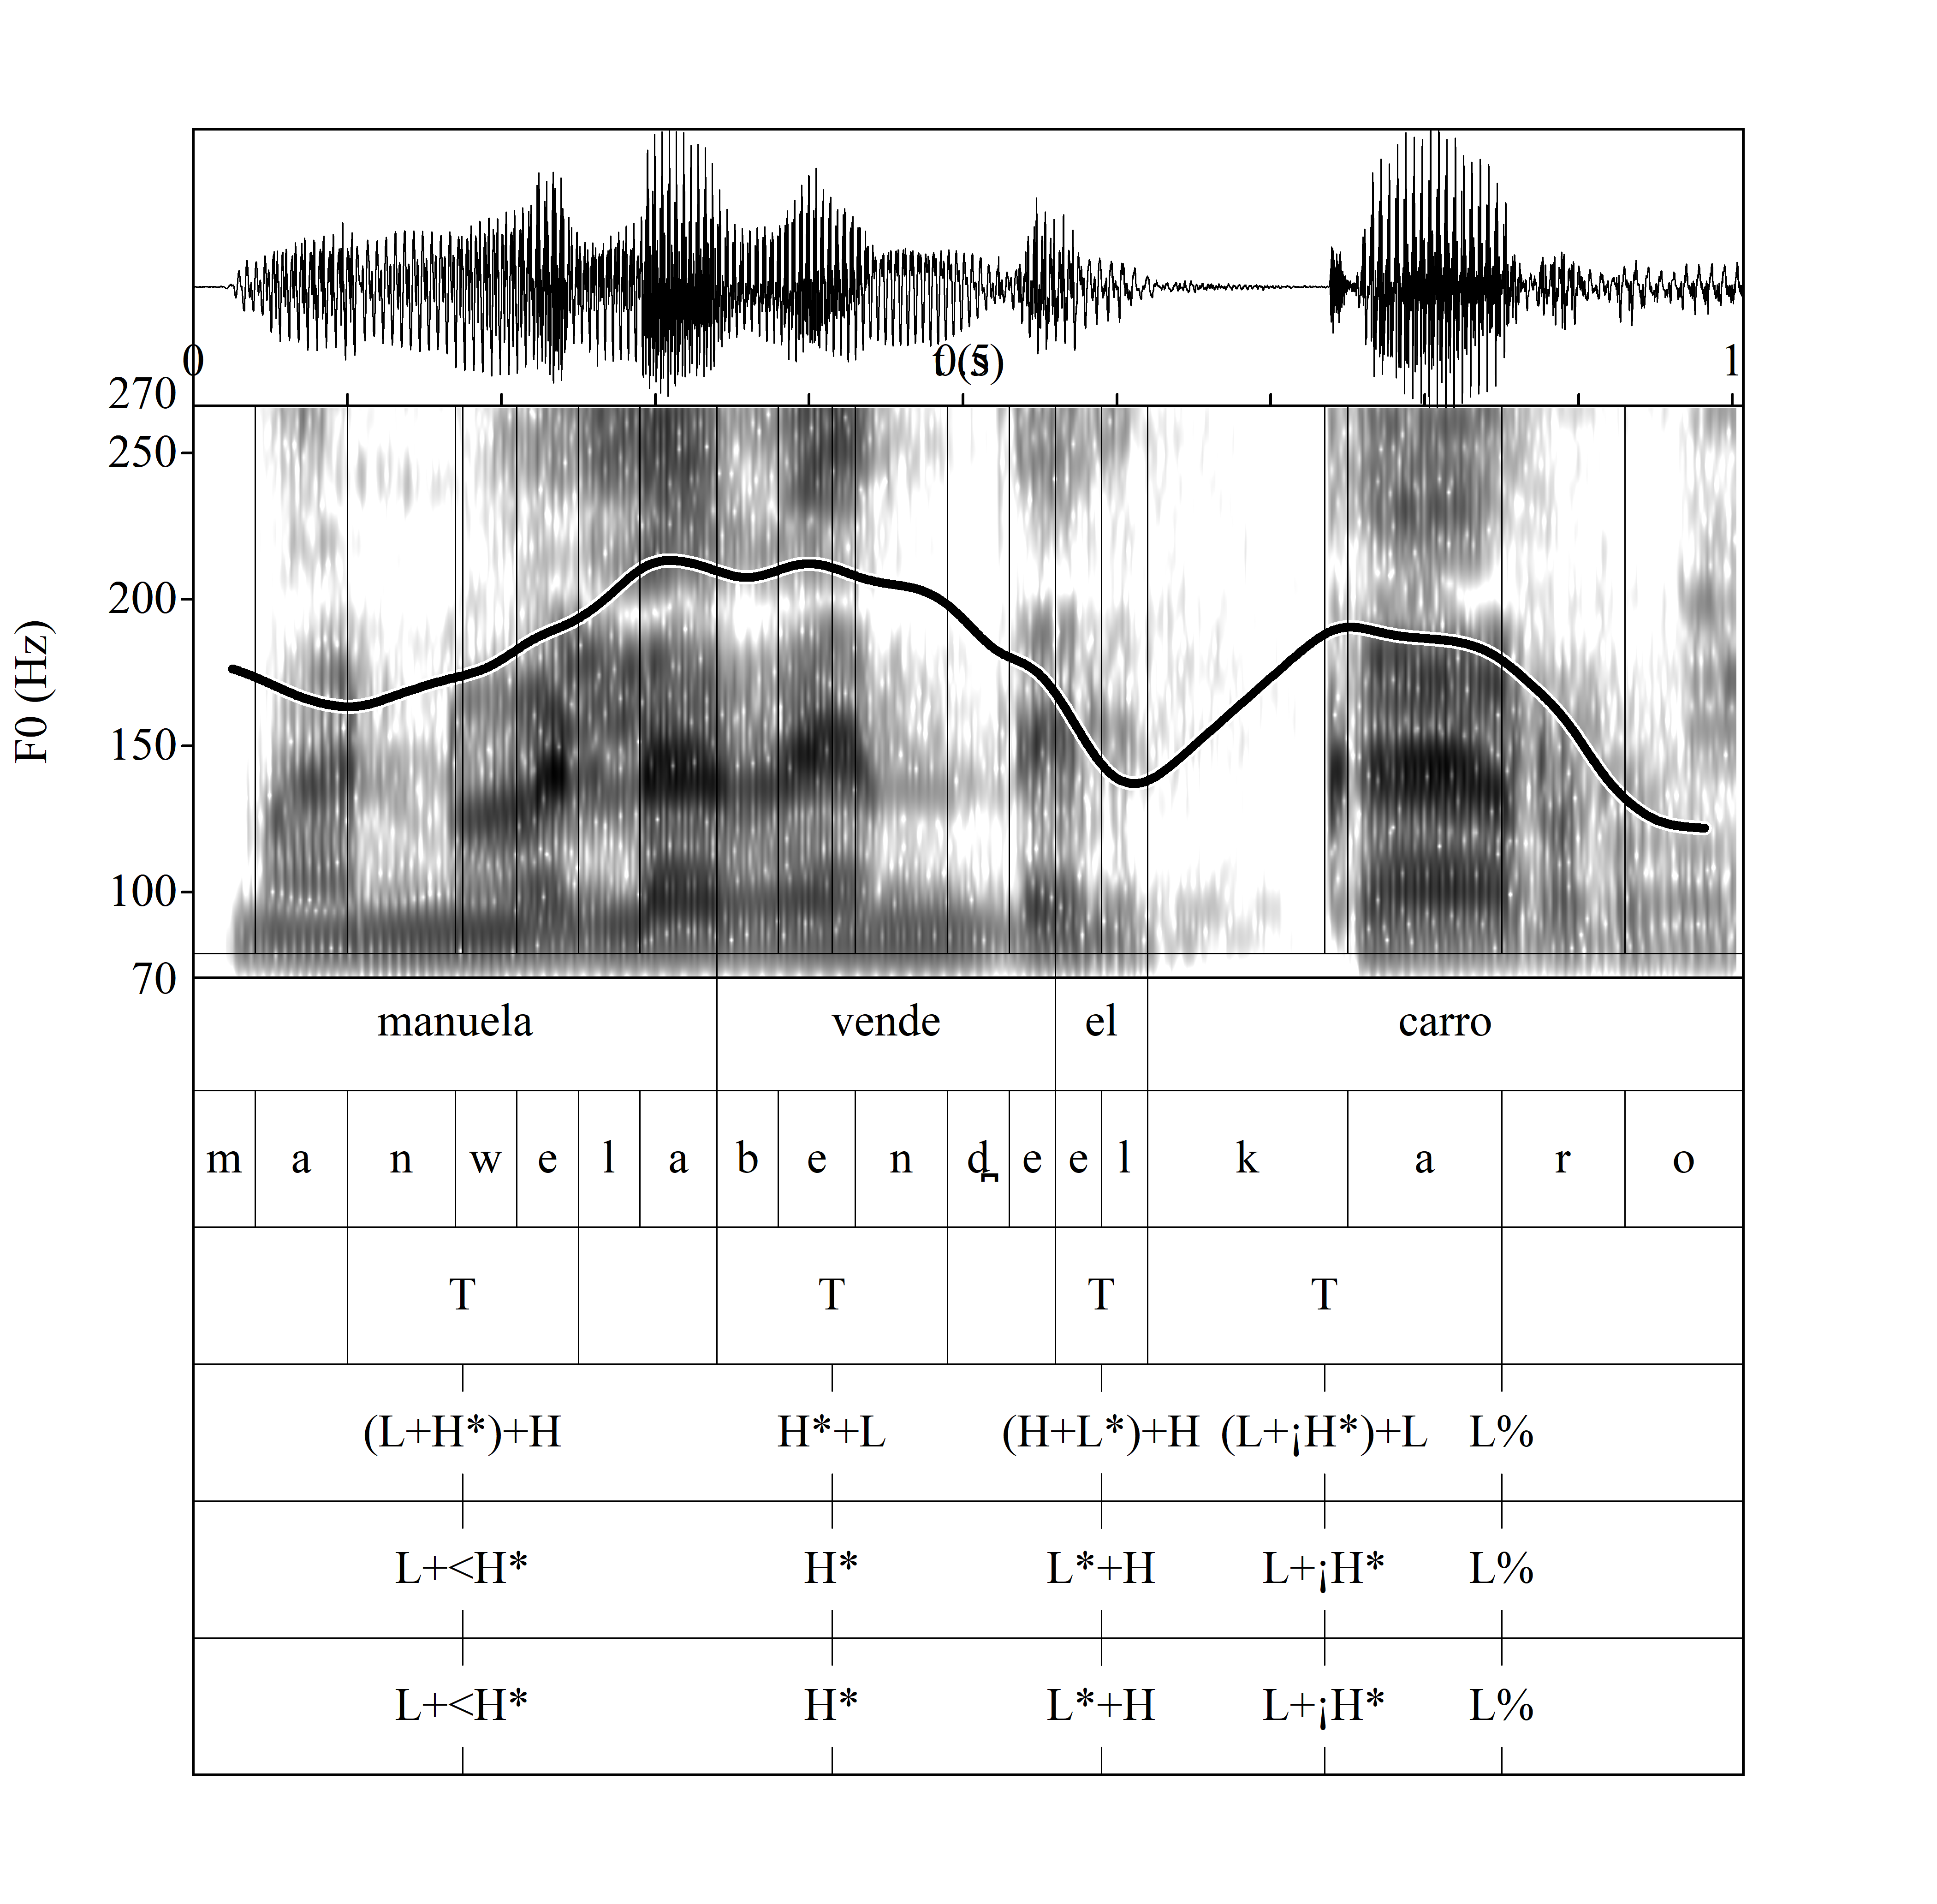 0 t (s) 0.5 1
270
250
200
150
100
70
F0 (Hz)
manuela vende el carro
m a n w e l a b e n d̪ e e l k a r o
T T T T
(L+H*)+H H*+L (H+L*)+H (L+¡H*)+L L%
L+<H* H* L*+H L+¡H* L%
L+<H* H* L*+H L+¡H* L%